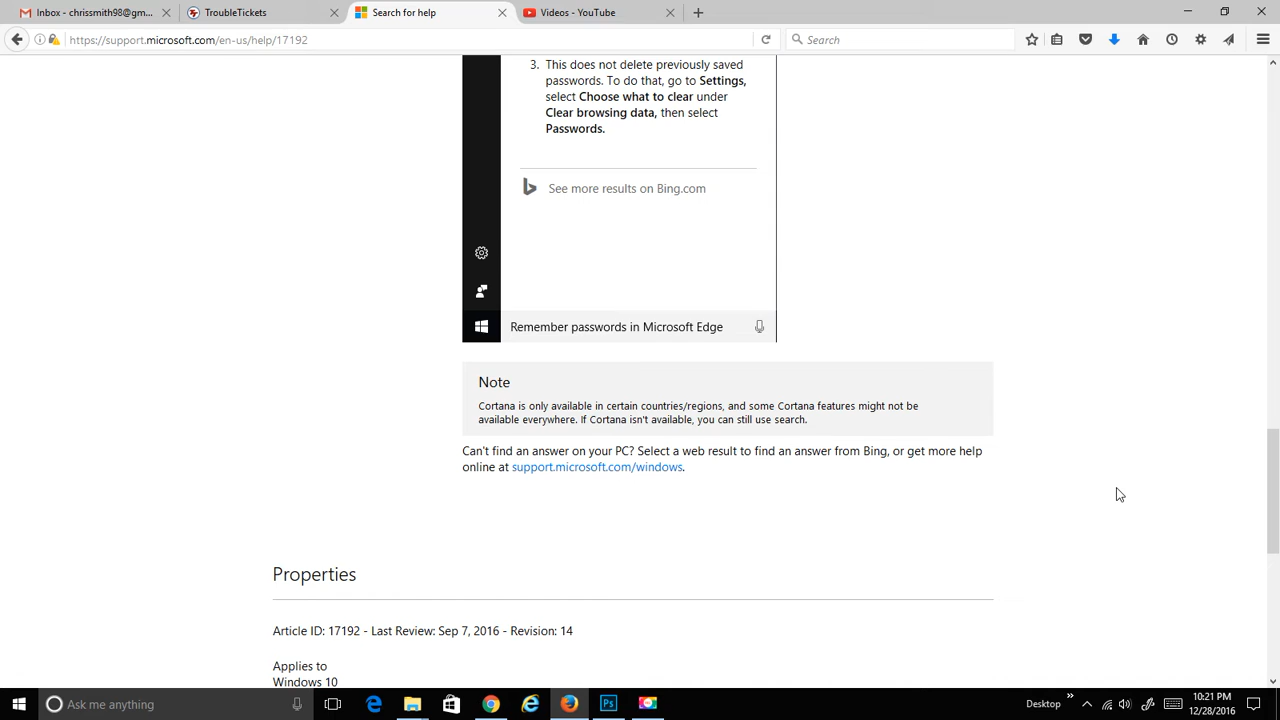 Inbox - chrismith98@gm...
TroubleTickets
Search for help
Videos - YouTube
https://support.microsoft.com/en-us/help/17192
Search
3. This does not delete previously saved
passwords. To do that, go to Settings,
select Choose what to clear under
Clear browsing data, then select
Passwords.
See more results on Bing.com
Remember passwords in Microsoft Edge
Note
Cortana is only available in certain countries/regions, and some Cortana features might not be
available everywhere. If Cortana isn't available, you can still use search.
Can't find an answer on your PC? Select a web result to find an answer from Bing, or get more help
online at support.microsoft.com/windows.
Properties
Article ID: 17192 - Last Review: Sep 7, 2016 - Revision: 14
Applies to
Windows 10
Ask me anything
Ps
Desktop
10:21 PM
12/28/2016